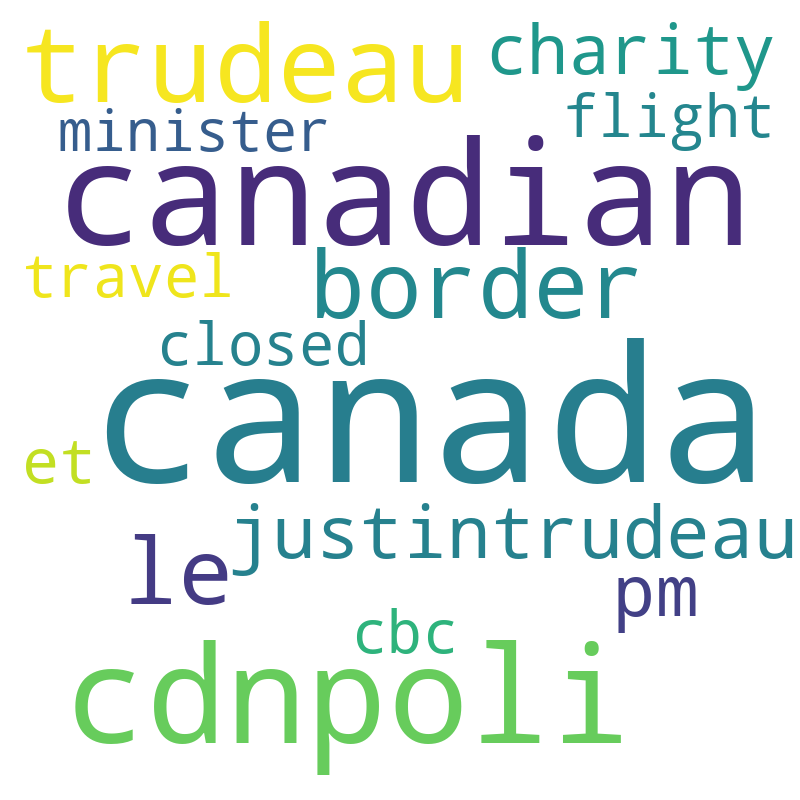 trudeau charity
minister flight
canadian
travel border
closed
canada
et
justintrudeau
le pm
cbc
cdnpoli